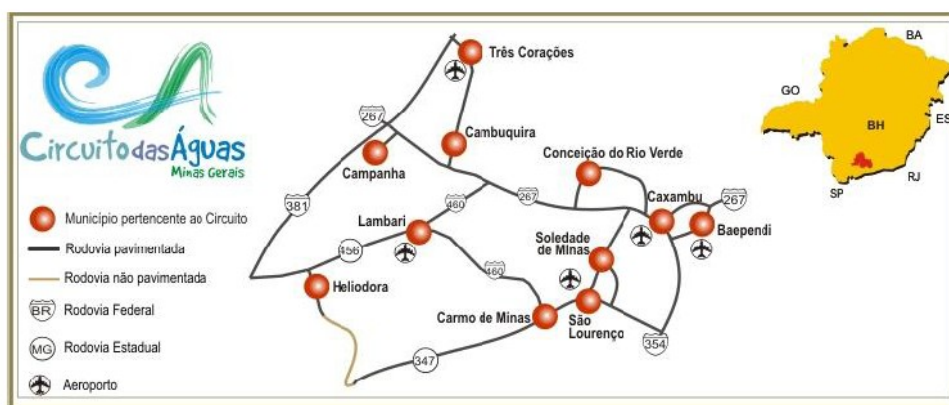 Circuito das Águas
Minas Gerais
Município pertencente ao Circuito
Rodovia pavimentada
Rodovia não pavimentada
BR
Rodovia Federal
MG
Rodovia Estadual
Aeroporto
Três Corações
267
Cambuquira
Campanha
Conceição do Rio Verde
381
460
267
Caxambu
267
Lambari
Baependi
456
Soledade
de Minas
Heliodora
460
Carmo de Minas
São
Lourenço
354
347
BA
GO
ES
BH
SP
RJ